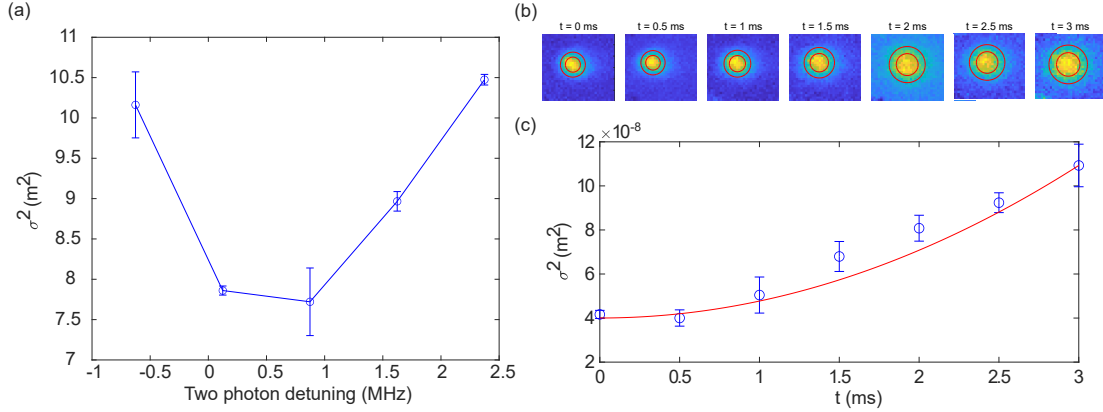 (a)
11
10.5
10
9.5
9
8.5
8
7.5
7
σ² (m²)
-1 -0.5 0 0.5 1 1.5 2 2.5
Two photon detuning (MHz)
(b)
t = 0 ms t = 0.5 ms t = 1 ms t = 1.5 ms t = 2 ms t = 2.5 ms t = 3 ms
(c)
×10⁻⁸
12
10
8
6
4
2
σ² (m²)
0 0.5 1 1.5 2 2.5 3
t (ms)